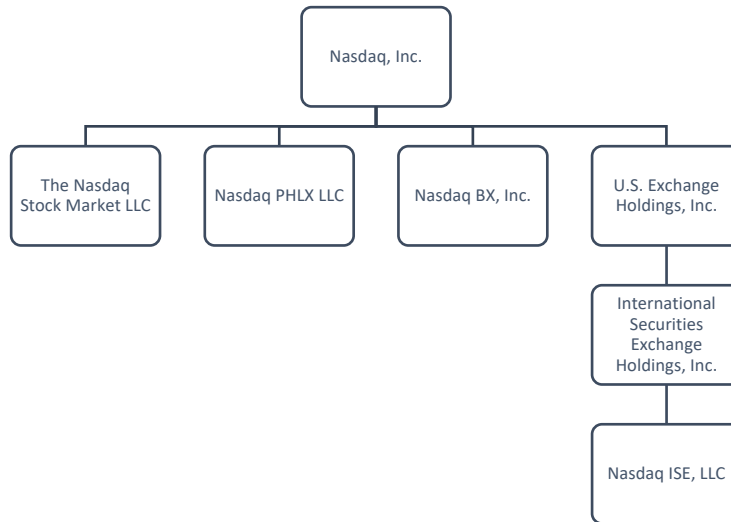 Nasdaq, Inc.
The Nasdaq
Stock Market LLC
Nasdaq PHLX LLC
Nasdaq BX, Inc.
U.S. Exchange
Holdings, Inc.
International
Securities
Exchange
Holdings, Inc.
Nasdaq ISE, LLC